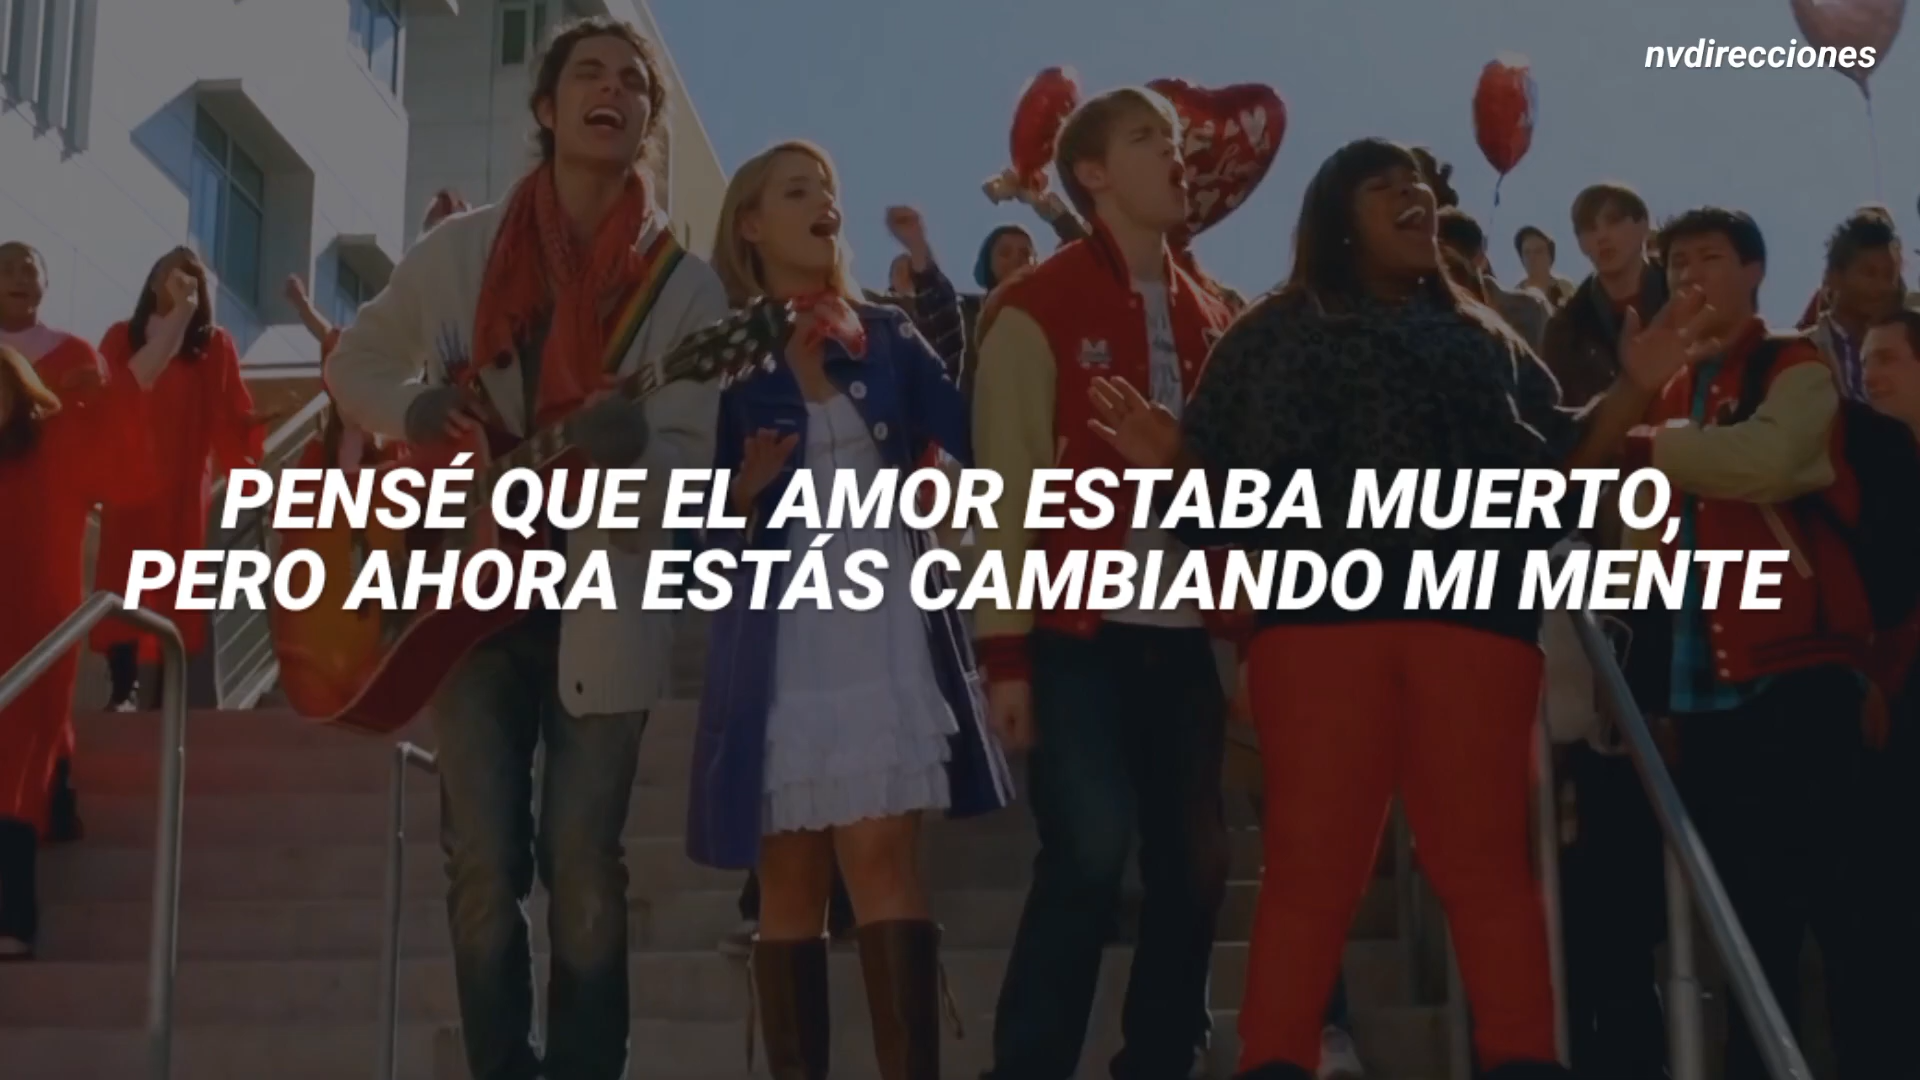 nvdirecciones
PENSÉ QUE EL AMOR ESTABA MUERTO,
PERO AHORA ESTÁS CAMBIANDO MI MENTE